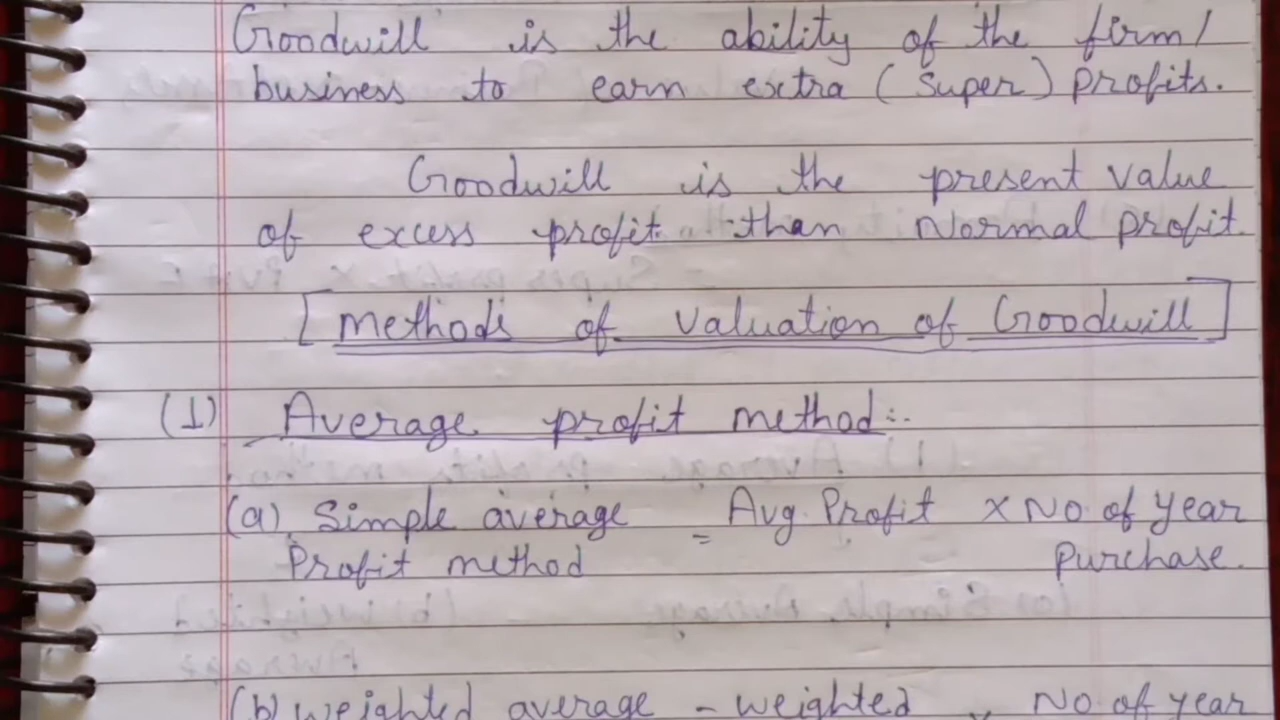 Goodwill is the ability of the firm/
business to earn extra (Super) profits.
Goodwill is the present value
of excess profit than Normal profit.
[Methods of Valuation of Goodwill]
(1) Average profit method:-
(a) Simple average = Avg. Profit x No. of year
Profit method Purchase.
(b) weighted average - weighted x No. of year